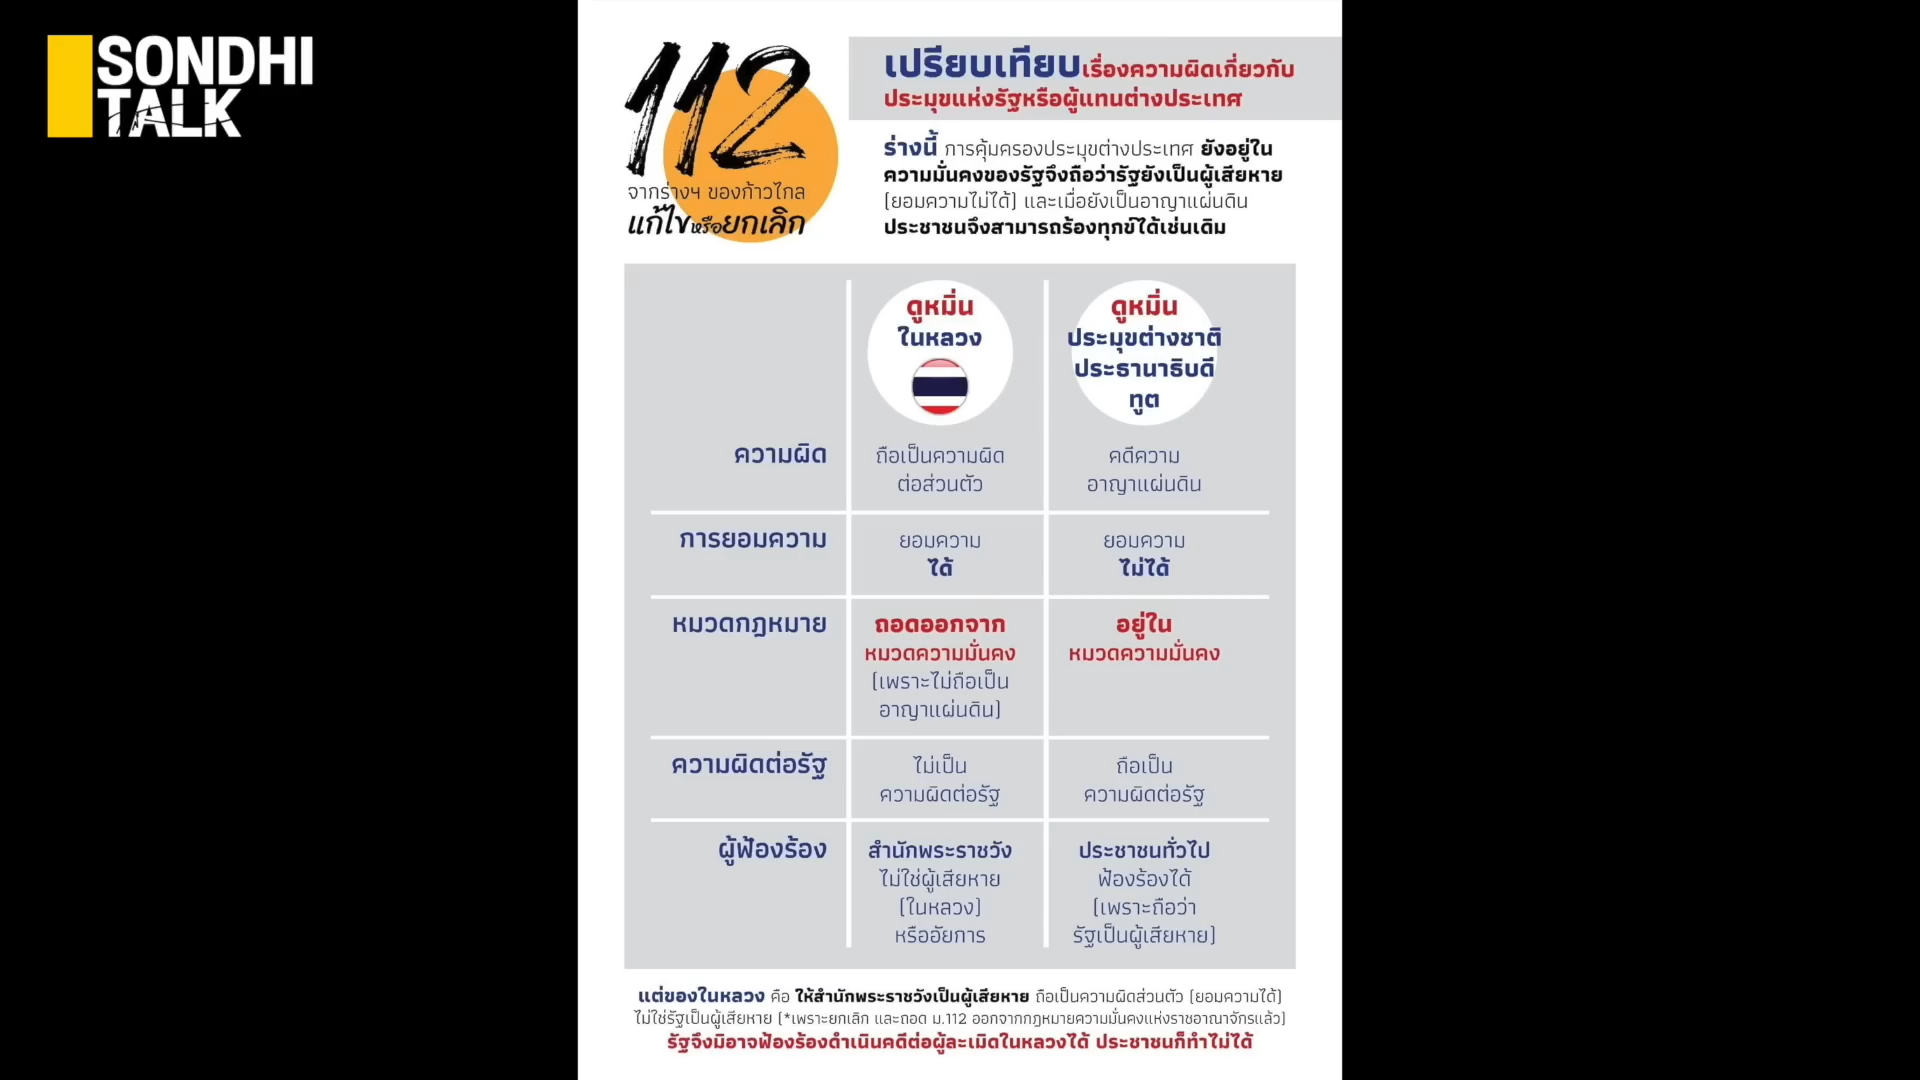 SONDHI
TALK
112
จากร่างฯ ของก้าวไกล
แก้ไขหรือยกเลิก
เปรียบเทียบเรื่องความผิดเกี่ยวกับ
ประมุขแห่งรัฐหรือผู้แทนต่างประเทศ
ร่างนี้ การคุ้มครองประมุขต่างประเทศ ยังอยู่ใน
ความมั่นคงของรัฐจึงถือว่ารัฐยังเป็นผู้เสียหาย
(ยอมความไม่ได้) และเมื่อยังเป็นอาญาแผ่นดิน
ประชาชนจึงสามารถร้องทุกข์ได้เช่นเดิม
ดูหมิ่น
ในหลวง
ดูหมิ่น
ประมุขต่างชาติ
ประธานาธิบดี
ทูต
ความผิด
ถือเป็นความผิด
ต่อส่วนตัว
คดีความ
อาญาแผ่นดิน
การยอมความ
ยอมความ
ได้
ยอมความ
ไม่ได้
หมวดกฎหมาย
ถอดออกจาก
หมวดความมั่นคง
(เพราะไม่ถือเป็น
อาญาแผ่นดิน)
อยู่ใน
หมวดความมั่นคง
ความผิดต่อรัฐ
ไม่เป็น
ความผิดต่อรัฐ
ถือเป็น
ความผิดต่อรัฐ
ผู้ฟ้องร้อง
สำนักพระราชวัง
ไม่ใช่ผู้เสียหาย
(ในหลวง)
หรืออัยการ
ประชาชนทั่วไป
ฟ้องร้องได้
(เพราะถือว่า
รัฐเป็นผู้เสียหาย)
แต่ของในหลวง คือ ให้สำนักพระราชวังเป็นผู้เสียหาย ถือเป็นความผิดส่วนตัว (ยอมความได้)
ไม่ใช่รัฐเป็นผู้เสียหาย (*เพราะยกเลิก และถอด ม.112 ออกจากกฎหมายความมั่นคงแห่งราชอาณาจักรแล้ว)
รัฐจึงมิอาจฟ้องร้องดำเนินคดีต่อผู้ละเมิดในหลวงได้ ประชาชนก็ทำไม่ได้